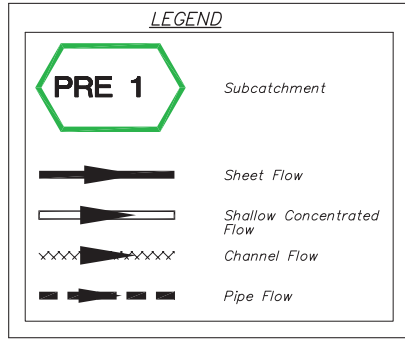 LEGEND
PRE 1
Subcatchment
Sheet Flow
Shallow Concentrated
Flow
Channel Flow
Pipe Flow